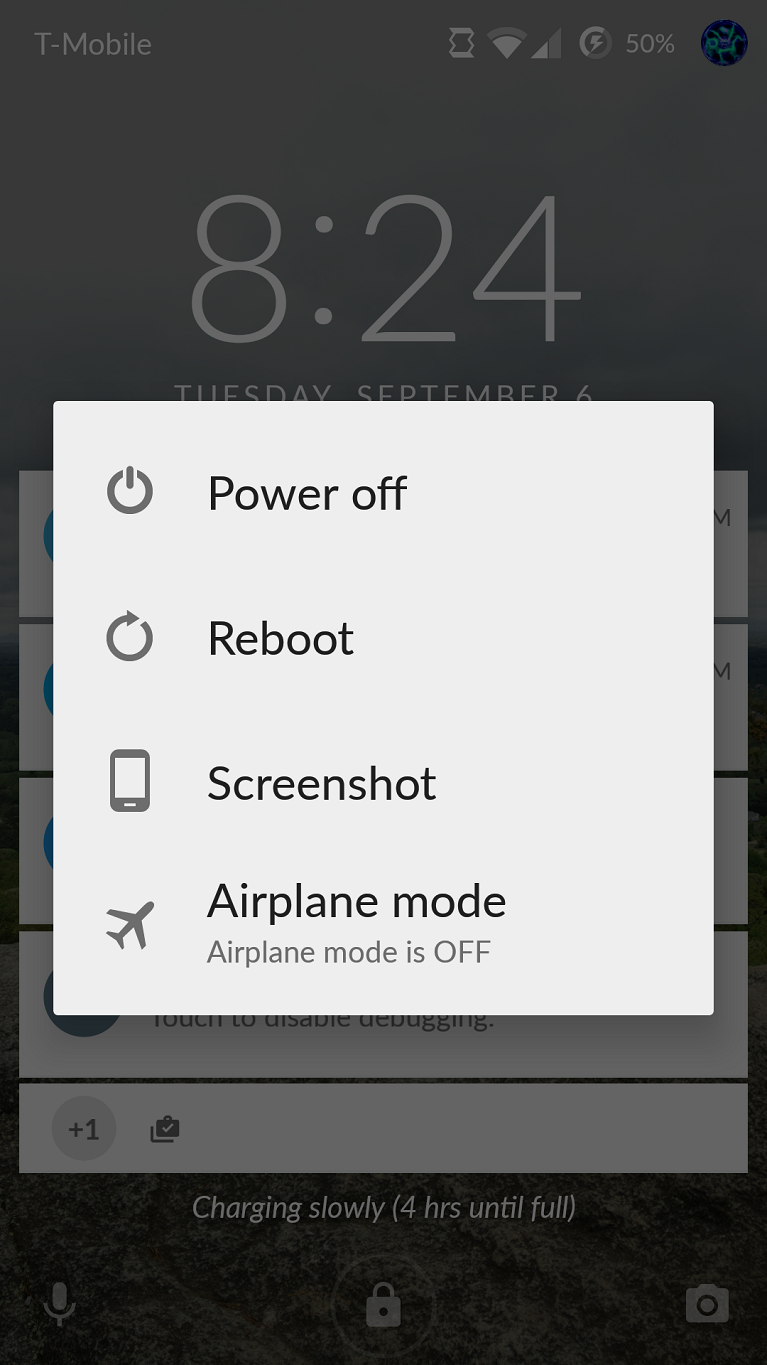 T-Mobile 50%
8:24
TUESDAY, SEPTEMBER 6
Power off
M
Reboot
M
Screenshot
Airplane mode
Airplane mode is OFF
Touch to disable debugging.
+1
Charging slowly (4 hrs until full)